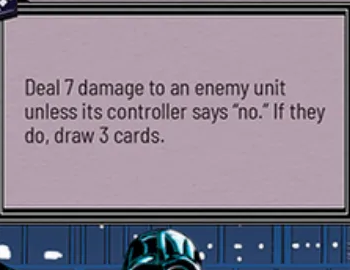 Deal 7 damage to an enemy unit
unless its controller says “no.” If they
do, draw 3 cards.